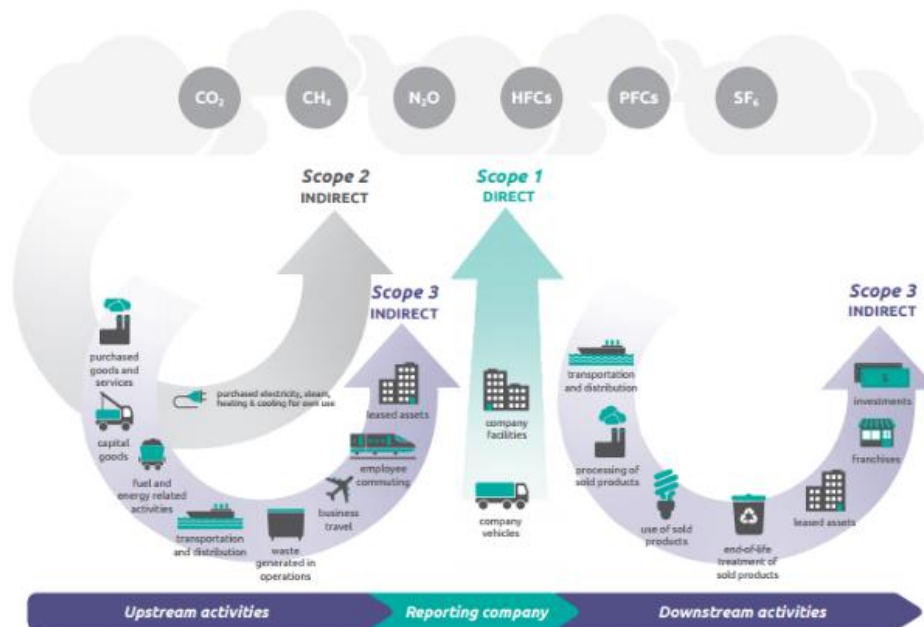 CO₂
CH₄
N₂O
HFCs
PFCs
SF₆
Scope 2
INDIRECT
Scope 1
DIRECT
Scope 3
INDIRECT
Scope 3
INDIRECT
purchased
goods and
services
capital
goods
fuel and
energy related
activities
transportation
and distribution
waste
generated in
operations
business
travel
employee
commuting
leased assets
purchased electricity, steam,
heating & cooling for own use
company
facilities
company
vehicles
transportation
and distribution
processing of
sold products
use of sold
products
end-of-life
treatment of
sold products
leased assets
franchises
investments
$
Upstream activities
Reporting company
Downstream activities